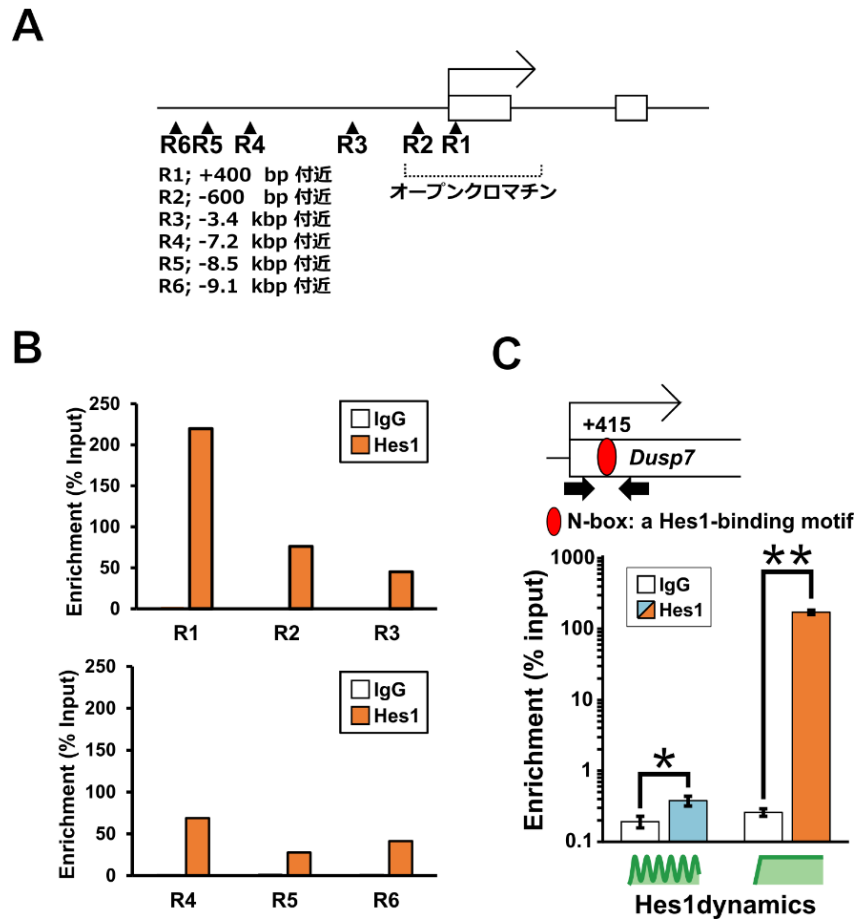 A
R6 R5 R4 R3 R2 R1
オープンクロマチン
R1; +400 bp 付近
R2; -600 bp 付近
R3; -3.4 kbp 付近
R4; -7.2 kbp 付近
R5; -8.5 kbp 付近
R6; -9.1 kbp 付近
B
Enrichment (% Input)
250
200
150
100
50
0
IgG
Hes1
R1 R2 R3
Enrichment (% Input)
250
200
150
100
50
0
IgG
Hes1
R4 R5 R6
C
+415
Dusp7
N-box: a Hes1-binding motif
Enrichment (% input)
1000
100
10
1
0.1
IgG
Hes1
*
**
Hes1dynamics